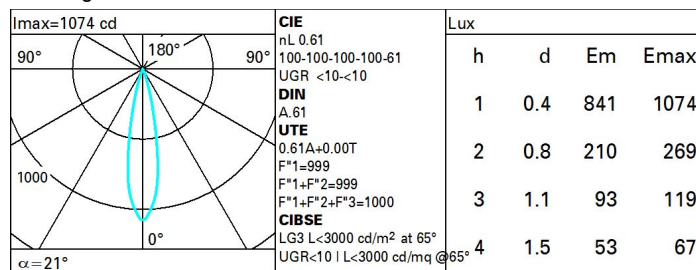 Imax=1074 cd
90°
180°
90°
1000
0°
α=21°
CIE
nL 0.61
100-100-100-100-61
UGR <10-<10
DIN
A.61
UTE
0.61A+0.00T
F"1=999
F"1+F"2=999
F"1+F"2+F"3=1000
CIBSE
LG3 L<3000 cd/m² at 65°
UGR<10 | L<3000 cd/mq @65°
Lux
h d Em Emax
1 0.4 841 1074
2 0.8 210 269
3 1.1 93 119
4 1.5 53 67